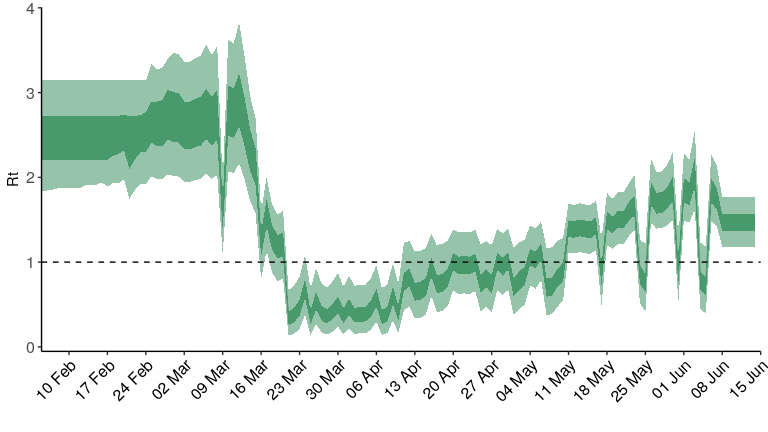 4
3
2
1
0
Rt
10 Feb
17 Feb
24 Feb
02 Mar
09 Mar
16 Mar
23 Mar
30 Mar
06 Apr
13 Apr
20 Apr
27 Apr
04 May
11 May
18 May
25 May
01 Jun
08 Jun
15 Jun